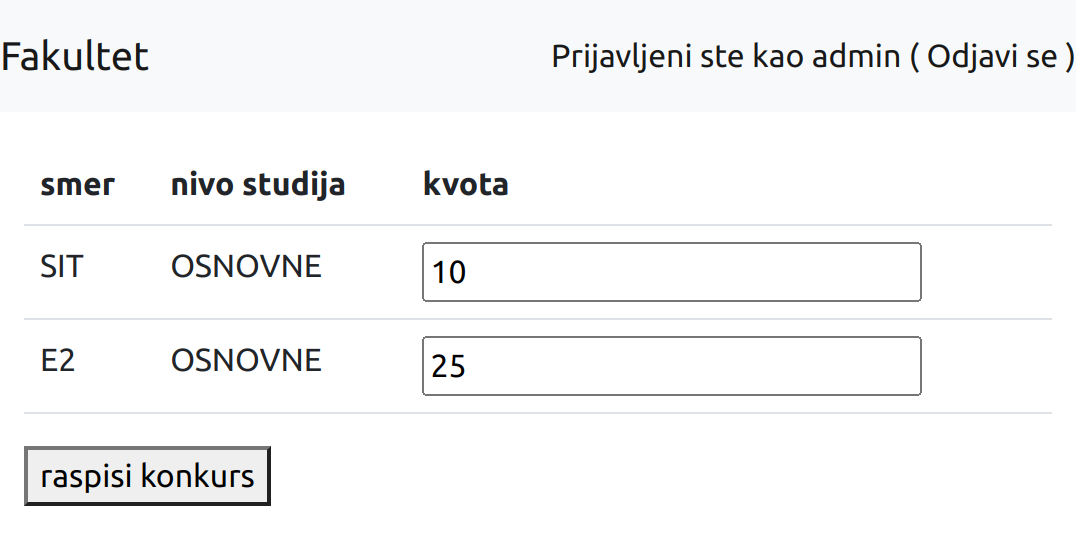 Fakultet Prijavljeni ste kao admin ( Odjavi se )
smer nivo studija kvota
SIT OSNOVNE 10
E2 OSNOVNE 25
raspisi konkurs